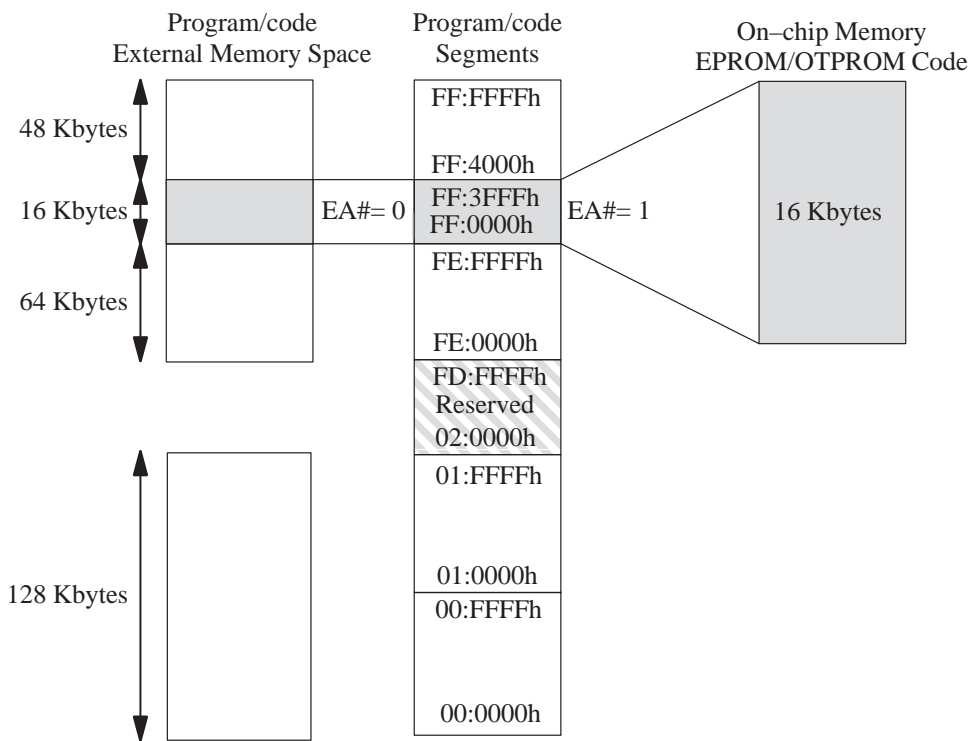 Program/code
External Memory Space
Program/code
Segments
On–chip Memory
EPROM/OTPROM Code
48 Kbytes
16 Kbytes
64 Kbytes
128 Kbytes
EA#= 0
FF:FFFFh
FF:4000h
FF:3FFFh
FF:0000h
FE:FFFFh
FE:0000h
FD:FFFFh
Reserved
02:0000h
01:FFFFh
01:0000h
00:FFFFh
00:0000h
EA#= 1
16 Kbytes